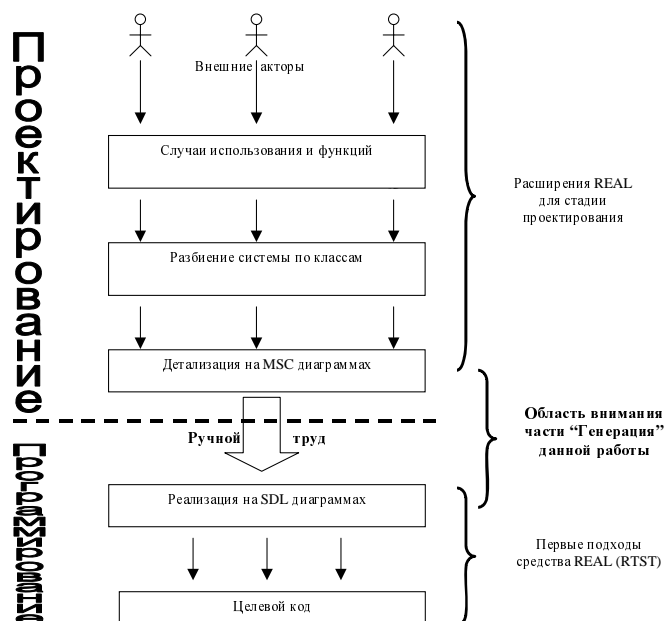 Проектирование
Внешние акторы
Случаи использования и функций
Разбиение системы по классам
Детализация на MSC диаграммах
Расширения REAL
для стадии
проектирования
Ручной труд
Область внимания
части “Генерация”
данной работы
Программирование
Реализация на SDL диаграммах
Целевой код
Первые подходы
средства REAL (RTST)